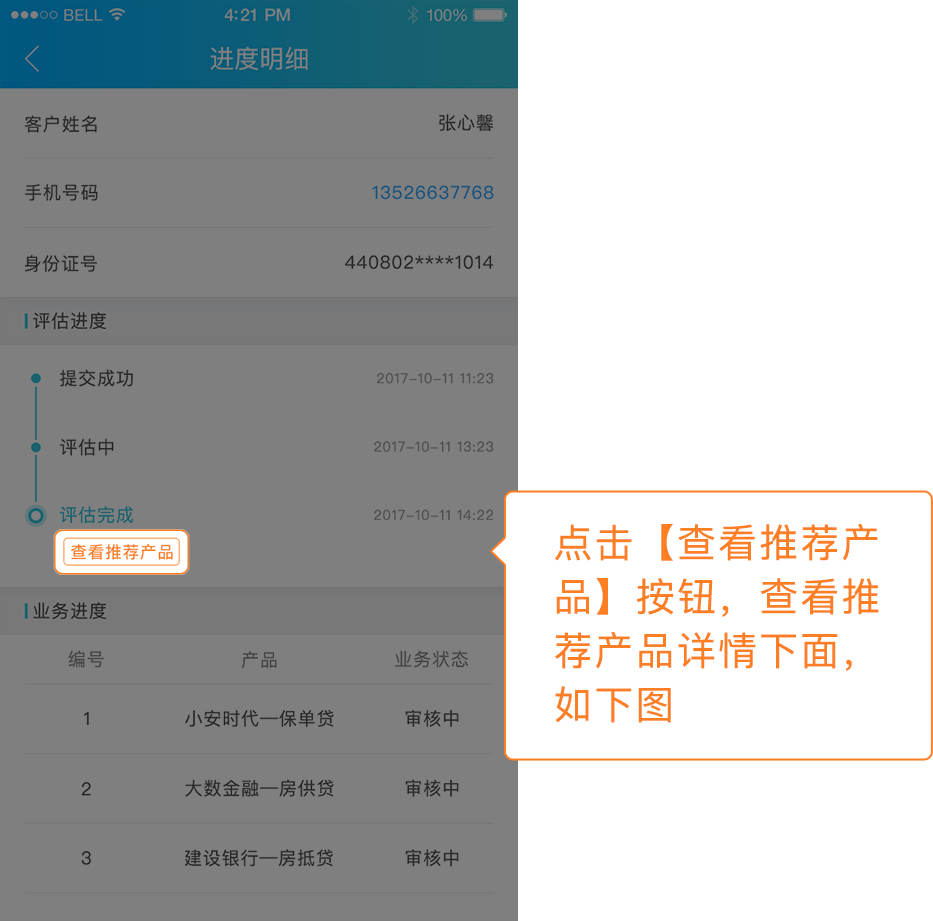 BELL 4:21 PM 100%
进度明细
客户姓名 张心馨
手机号码 13526637768
身份证号 440802****1014
评估进度
提交成功 2017-10-11 11:23
评估中 2017-10-11 13:23
评估完成 2017-10-11 14:22
查看推荐产品
点击【查看推荐产
品】按钮，查看推
荐产品详情下面，
如下图
业务进度
编号 产品 业务状态
1 小安时代—保单贷 审核中
2 大数金融—房供贷 审核中
3 建设银行—房抵贷 审核中